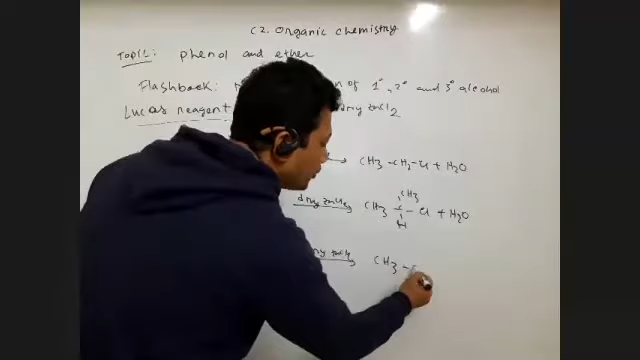 C2. Organic chemistry
Topic: phenol and ether
Flashback: of 1°, 2° and 3° alcohol
Lucas reagent dry ZnCl2
→ CH3 - CH2 - Cl + H2O
CH3
dry ZnCl2 CH3 - C - Cl + H2O
H
dry ZnCl2 CH3 - C